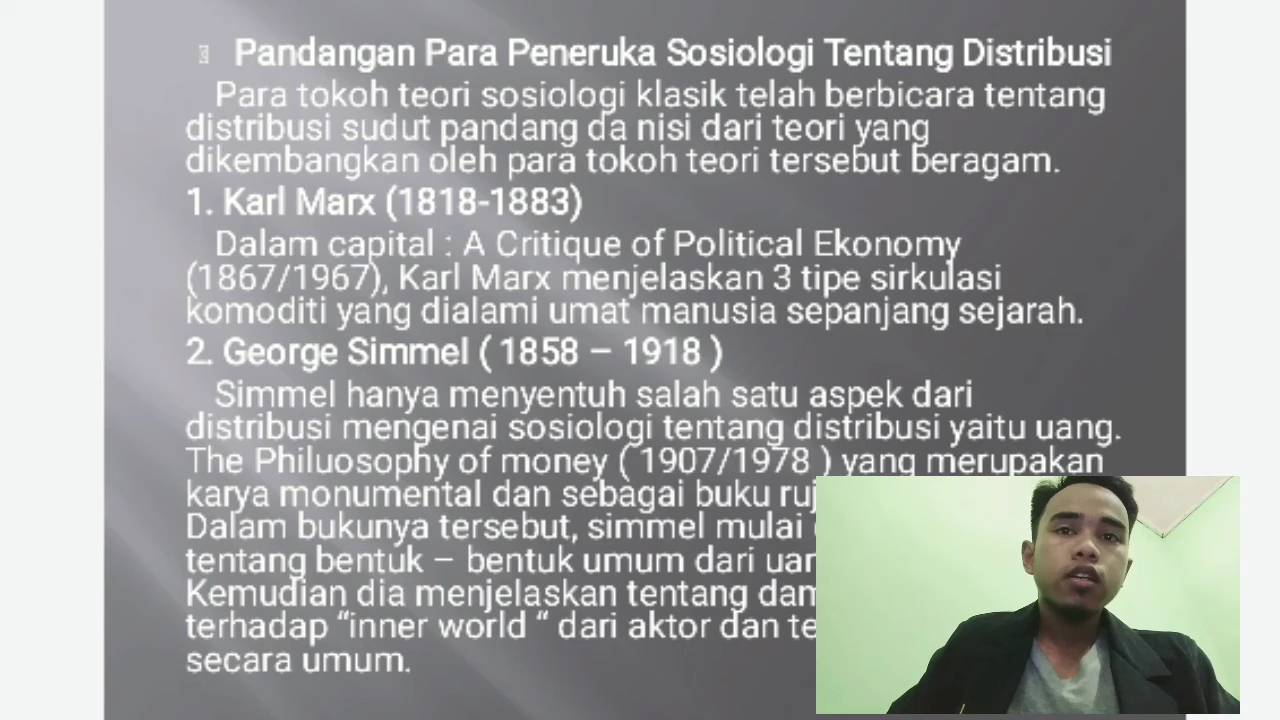 Pandangan Para Peneruka Sosiologi Tentang Distribusi
Para tokoh teori sosiologi klasik telah berbicara tentang
distribusi sudut pandang da nisi dari teori yang
dikembangkan oleh para tokoh teori tersebut beragam.
1. Karl Marx (1818-1883)
Dalam capital : A Critique of Political Ekonomy
(1867/1967), Karl Marx menjelaskan 3 tipe sirkulasi
komoditi yang dialami umat manusia sepanjang sejarah.
2. George Simmel ( 1858 – 1918 )
Simmel hanya menyentuh salah satu aspek dari
distribusi mengenai sosiologi tentang distribusi yaitu uang.
The Philuosophy of money ( 1907/1978 ) yang merupakan
karya monumental dan sebagai buku
Dalam bukunya tersebut, simmel mulai
tentang bentuk – bentuk umum dari
Kemudian dia menjelaskan tentang
terhadap “inner world “ dari aktor dan
secara umum.